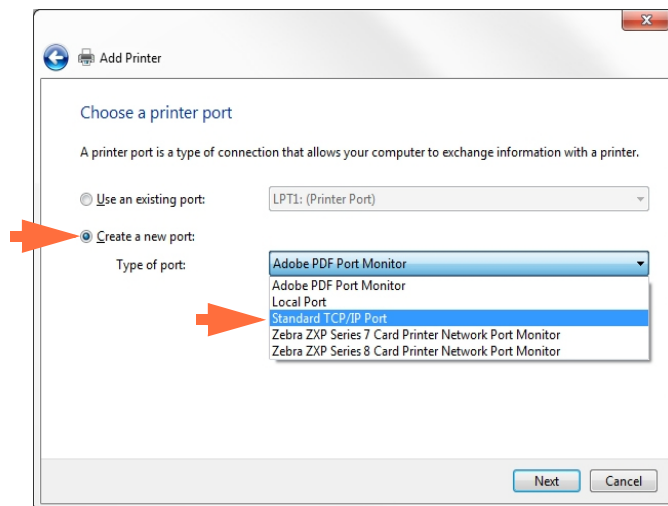 Add Printer
Choose a printer port
A printer port is a type of connection that allows your computer to exchange information with a printer.
Use an existing port: LPT1: (Printer Port)
Create a new port:
Type of port: Adobe PDF Port Monitor
Adobe PDF Port Monitor
Local Port
Standard TCP/IP Port
Zebra ZXP Series 7 Card Printer Network Port Monitor
Zebra ZXP Series 8 Card Printer Network Port Monitor
Next Cancel